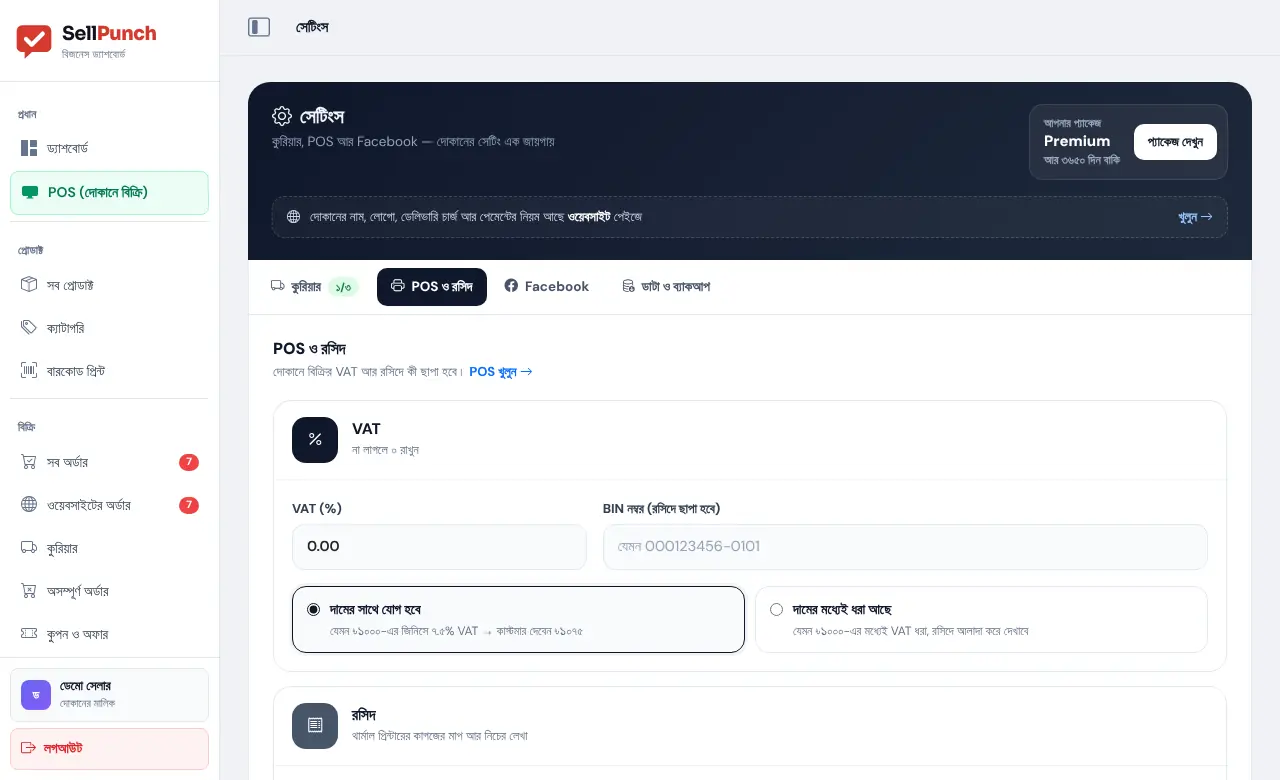 SellPunch
বিজনেস ড্যাশবোর্ড
প্রধান
ড্যাশবোর্ড
POS (দোকানে বিক্রি)
প্রোডাক্ট
সব প্রোডাক্ট
ক্যাটাগরি
বারকোড প্রিন্ট
বিক্রি
সব অর্ডার 7
ওয়েবসাইটের অর্ডার 7
কুরিয়ার
অসম্পূর্ণ অর্ডার
কুপন ও অফার
ড
ডেমো সেলার
দোকানের মালিক
লগআউট
সেটিংস
সেটিংস
কুরিয়ার, POS আর Facebook — দোকানের সেটিং এক জায়গায়
আপনার প্যাকেজ
Premium
আর ৩৬৫০ দিন বাকি
প্যাকেজ দেখুন
দোকানের নাম, লোগো, ডেলিভারি চার্জ আর পেমেন্টের নিয়ম আছে ওয়েবসাইট পেইজে
খুলুন →
কুরিয়ার ১/৩
POS ও রসিদ
Facebook
ডাটা ও ব্যাকআপ
POS ও রসিদ
দোকানে বিক্রির VAT আর রসিদে কী ছাপা হবে। POS খুলুন →
%
VAT
না লাগলে ০ রাখুন
VAT (%)
0.00
BIN নম্বর (রসিদে ছাপা হবে)
যেমন 000123456-0101
দামের সাথে যোগ হবে
যেমন ৳১০০০-এর জিনিসে ৭.৫% VAT → কাস্টমার দেবেন ৳১০৭৫
দামের মধ্যেই ধরা আছে
যেমন ৳১০০০-এর মধ্যেই VAT ধরা, রসিদে আলাদা করে দেখাবে
রসিদ
থার্মাল প্রিন্টারের কাগজের মাপ আর নিচের লেখা